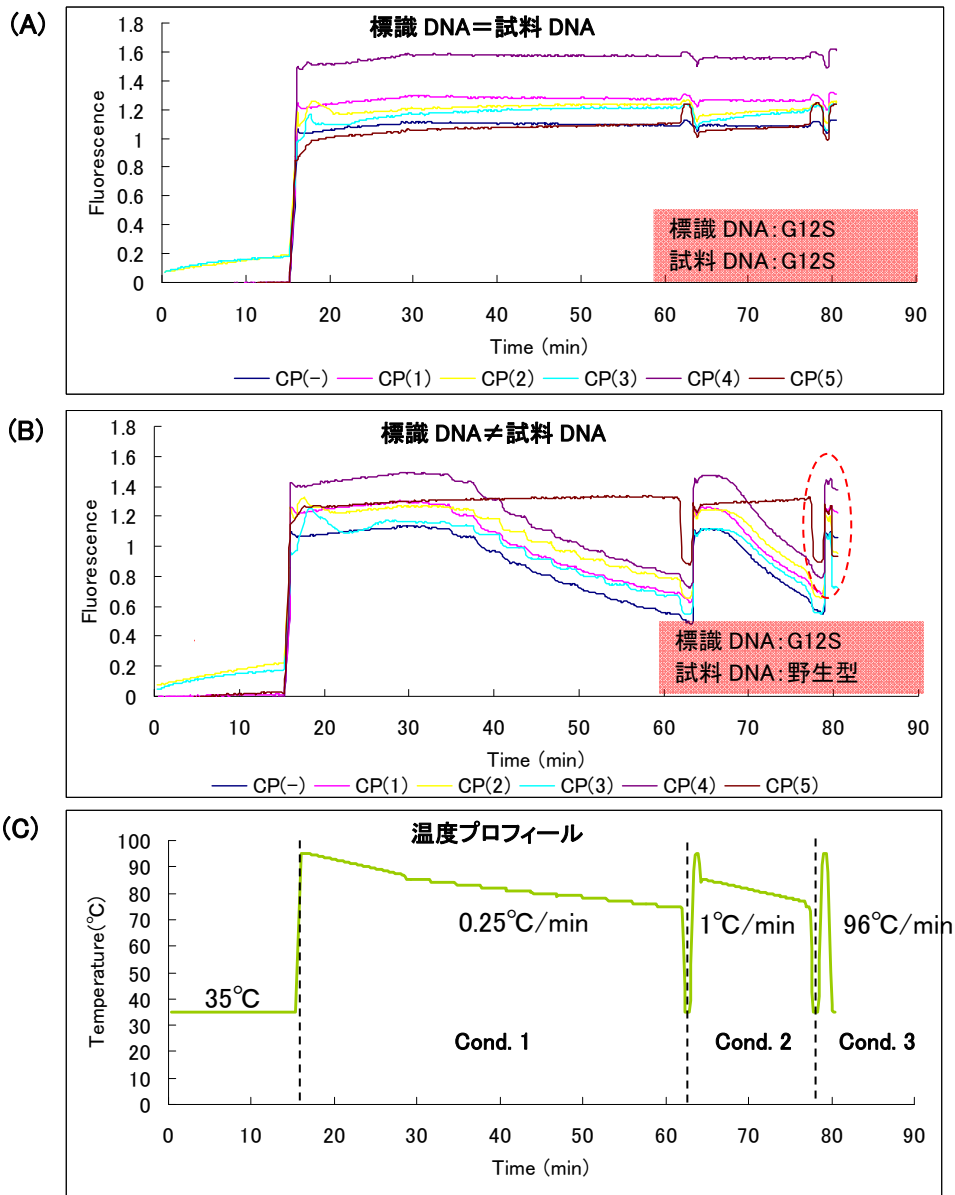 (A)
標識 DNA=試料 DNA
1.8
1.6
1.4
1.2
1
0.8
0.6
0.4
0.2
0
Fluorescence
標識 DNA:G12S
試料 DNA:G12S
0 10 20 30 40 50 60 70 80 90
Time (min)
CP(-) CP(1) CP(2) CP(3) CP(4) CP(5)
(B)
標識 DNA≠試料 DNA
1.8
1.6
1.4
1.2
1
0.8
0.6
0.4
0.2
0
Fluorescence
標識 DNA:G12S
試料 DNA:野生型
0 10 20 30 40 50 60 70 80 90
Time (min)
CP(-) CP(1) CP(2) CP(3) CP(4) CP(5)
(C)
温度プロフィール
100
90
80
70
60
50
40
30
20
10
0
Temperature(℃)
35℃
0.25℃/min
1℃/min
96℃/min
Cond. 1
Cond. 2
Cond. 3
0 10 20 30 40 50 60 70 80 90
Time (min)